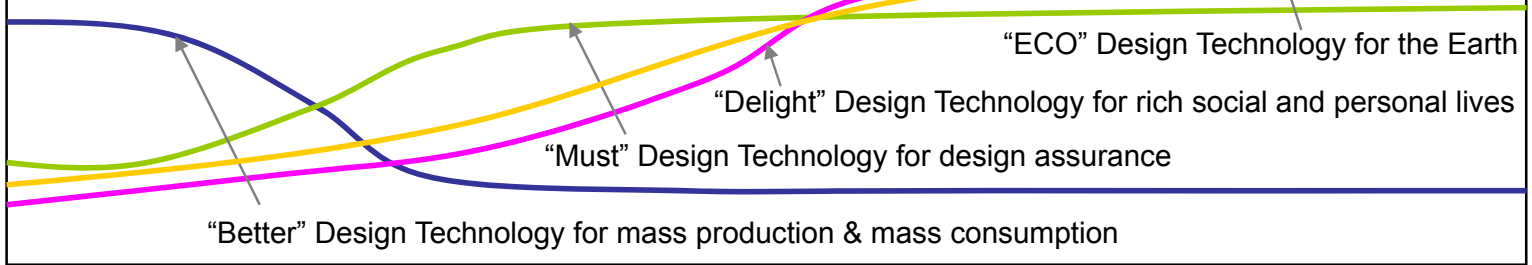 “ECO” Design Technology for the Earth
“Delight” Design Technology for rich social and personal lives
“Must” Design Technology for design assurance
“Better” Design Technology for mass production & mass consumption